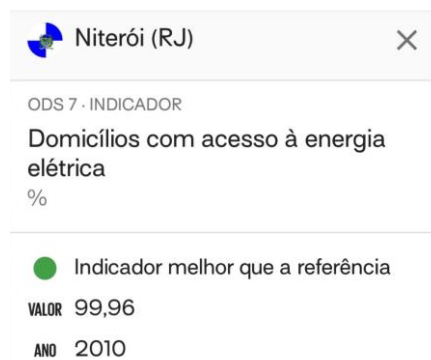 Niterói (RJ)
ODS 7 · INDICADOR
Domicílios com acesso à energia
elétrica
%
Indicador melhor que a referência
VALOR 99,96
ANO 2010